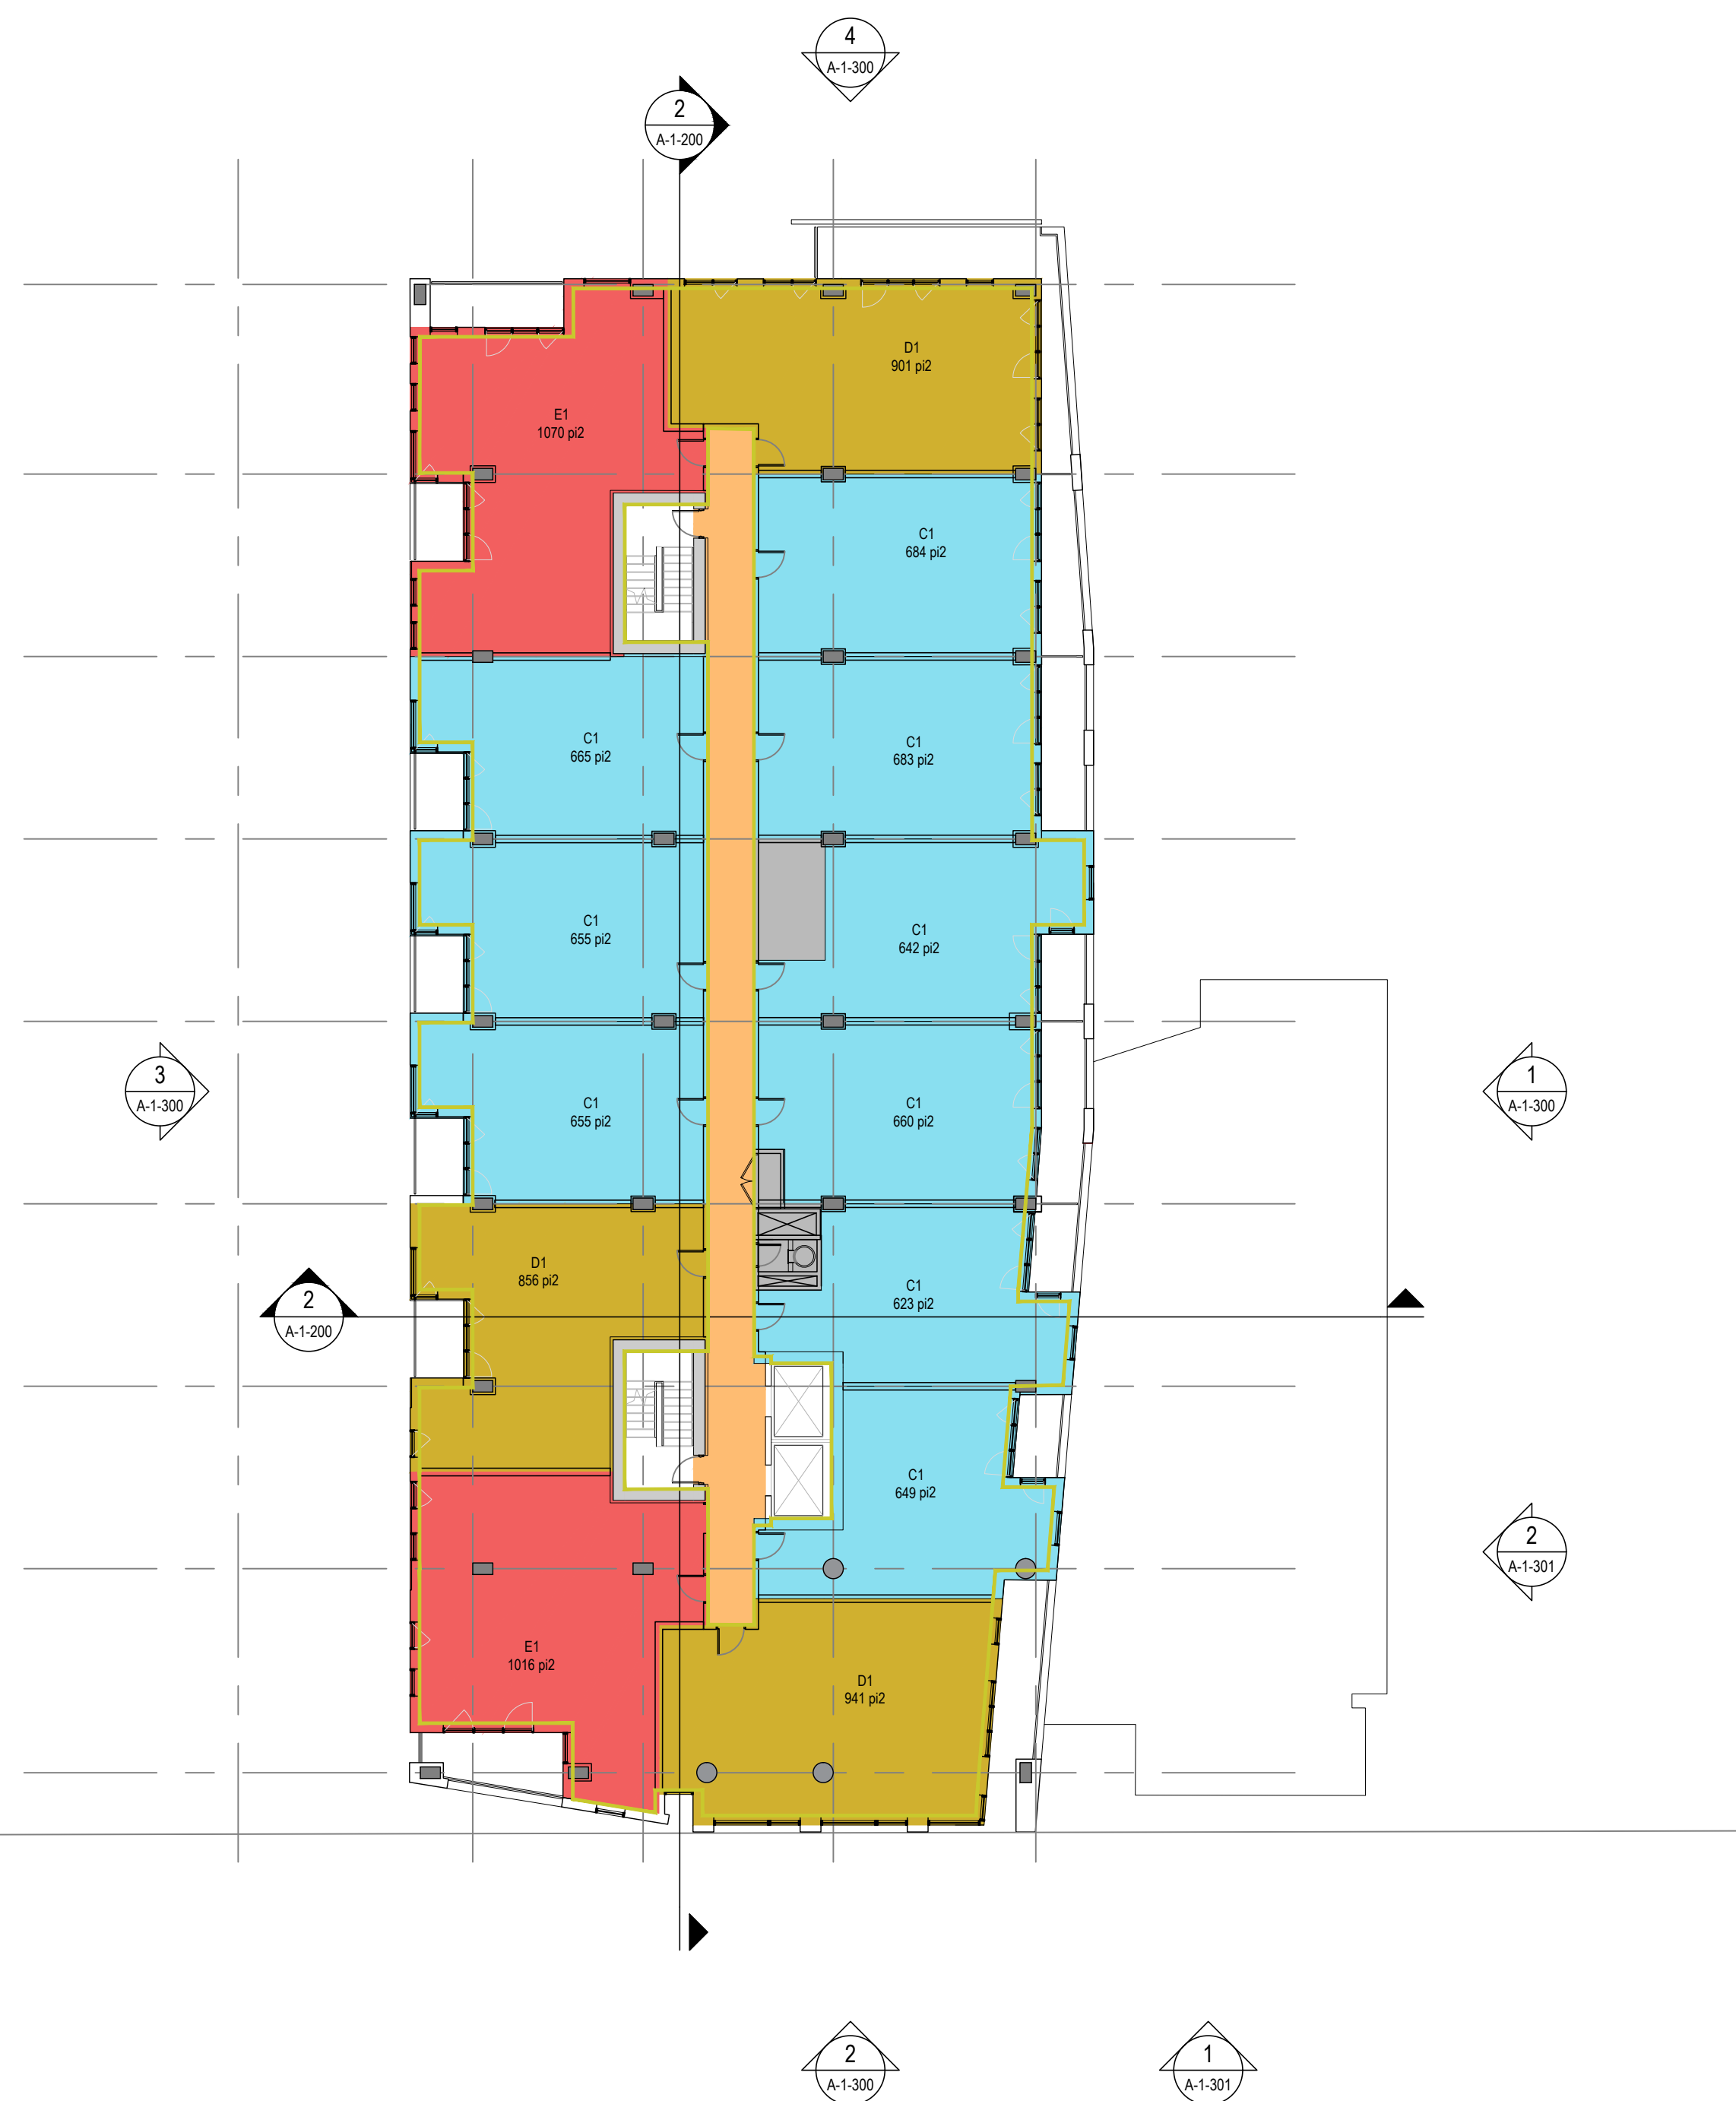 4
A-1-300
2
A-1-200
D1
901 pi2
E1
1070 pi2
C1
684 pi2
C1
665 pi2
C1
683 pi2
C1
655 pi2
C1
642 pi2
3
A-1-300
C1
655 pi2
C1
660 pi2
1
A-1-300
D1
856 pi2
2
A-1-200
C1
623 pi2
C1
649 pi2
2
A-1-301
E1
1016 pi2
D1
941 pi2
2
A-1-300
1
A-1-301